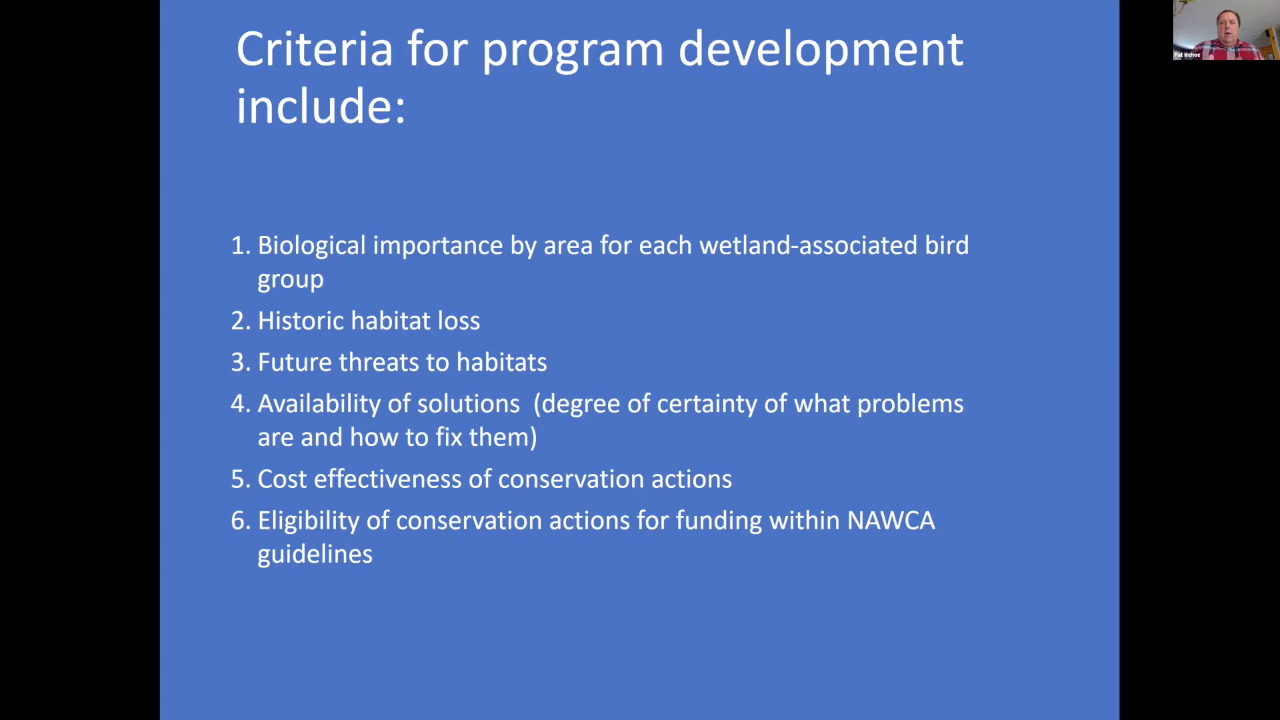 Criteria for program development
include:
1. Biological importance by area for each wetland-associated bird
group
2. Historic habitat loss
3. Future threats to habitats
4. Availability of solutions  (degree of certainty of what problems
are and how to fix them)
5. Cost effectiveness of conservation actions
6. Eligibility of conservation actions for funding within NAWCA
guidelines
Pat Kehoe